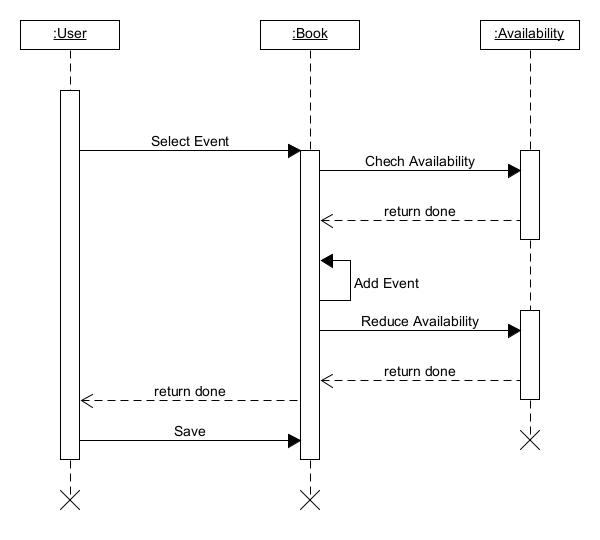 :User
:Book
:Availability
Select Event
Chech Availability
return done
Add Event
Reduce Availability
return done
return done
Save